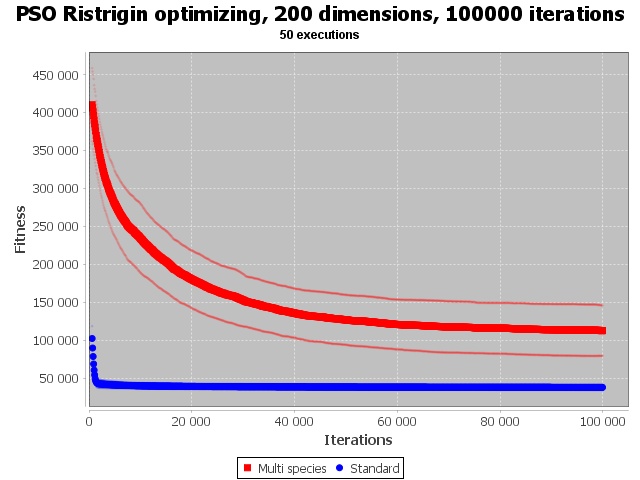 PSO Ristrigin optimizing, 200 dimensions, 100000 iterations
50 executions
450 000
400 000
350 000
300 000
250 000
200 000
150 000
100 000
50 000
Fitness
0 20 000 40 000 60 000 80 000 100 000
Iterations
Multi species Standard